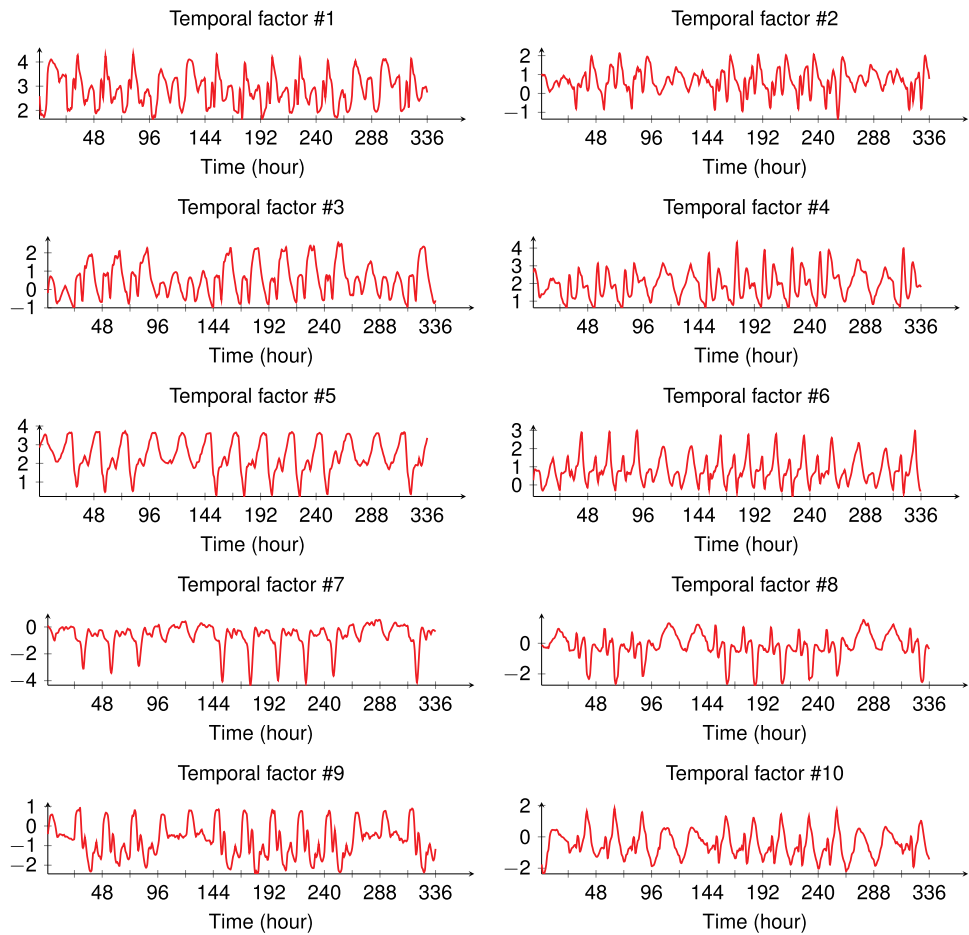 Temporal factor #1
4
3
2
48 96 144 192 240 288 336
Time (hour)
Temporal factor #2
2
1
0
−1
48 96 144 192 240 288 336
Time (hour)
Temporal factor #3
2
1
0
−1
48 96 144 192 240 288 336
Time (hour)
Temporal factor #4
4
3
2
1
48 96 144 192 240 288 336
Time (hour)
Temporal factor #5
4
3
2
1
48 96 144 192 240 288 336
Time (hour)
Temporal factor #6
3
2
1
0
48 96 144 192 240 288 336
Time (hour)
Temporal factor #7
0
−2
−4
48 96 144 192 240 288 336
Time (hour)
Temporal factor #8
0
−2
48 96 144 192 240 288 336
Time (hour)
Temporal factor #9
1
0
−1
−2
48 96 144 192 240 288 336
Time (hour)
Temporal factor #10
2
0
−2
48 96 144 192 240 288 336
Time (hour)